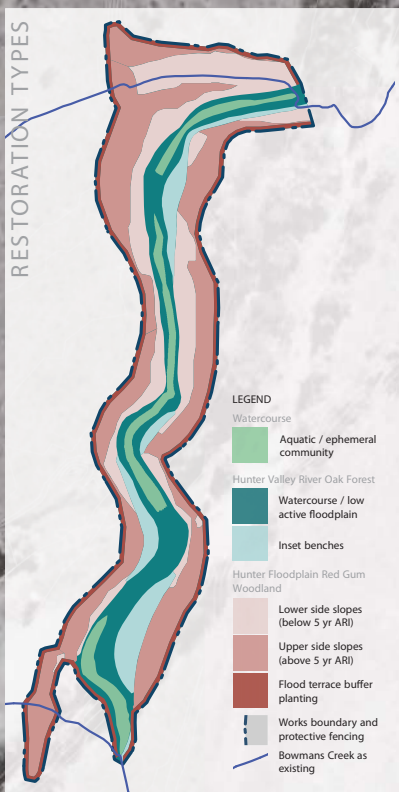 RESTORATION TYPES
LEGEND
Watercourse
Aquatic / ephemeral
community
Hunter Valley River Oak Forest
Watercourse / low
active floodplain
Inset benches
Hunter Floodplain Red Gum
Woodland
Lower side slopes
(below 5 yr ARI)
Upper side slopes
(above 5 yr ARI)
Flood terrace buffer
planting
Works boundary and
protective fencing
Bowmans Creek as
existing